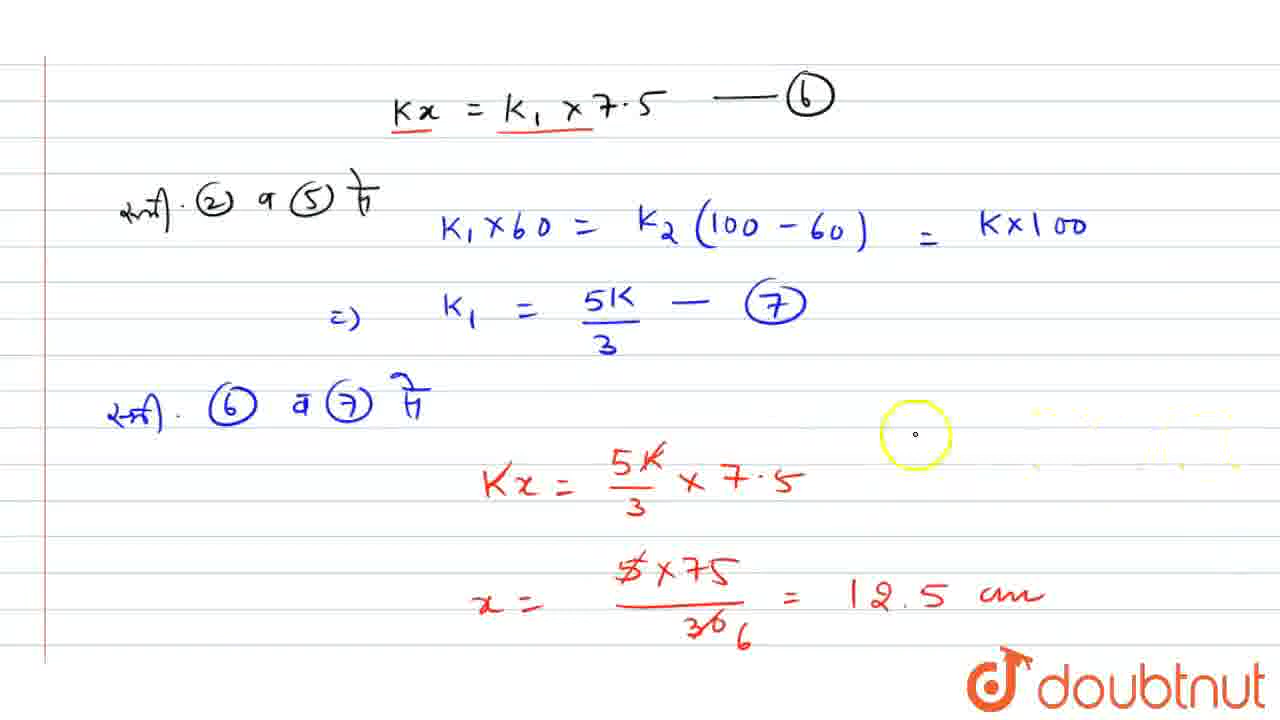 Kx = K₁ × 7.5 — ⑥
समी. ② व ⑤ से
K₁ × 60 = K₂ (100 - 60) = K × 100
=) K₁ = 5K/3 — ⑦
समी. ⑥ व ⑦ से
Kx = 5K/3 × 7.5
x = 5 × 75 / 30 6 = 12.5 cm
doubtnut